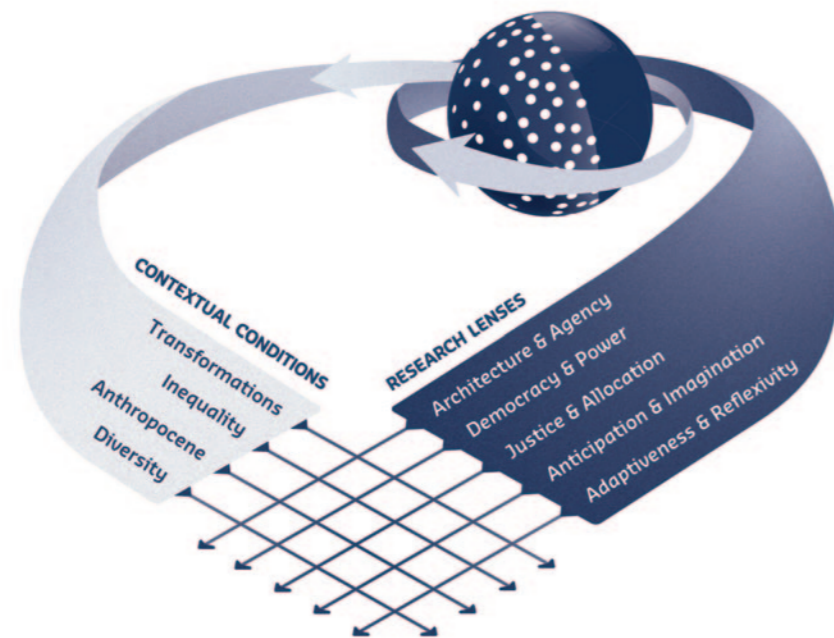 CONTEXTUAL CONDITIONS
Transformations
Inequality
Anthropocene
Diversity
RESEARCH LENSES
Architecture & Agency
Democracy & Power
Justice & Allocation
Anticipation & Imagination
Adaptiveness & Reflexivity